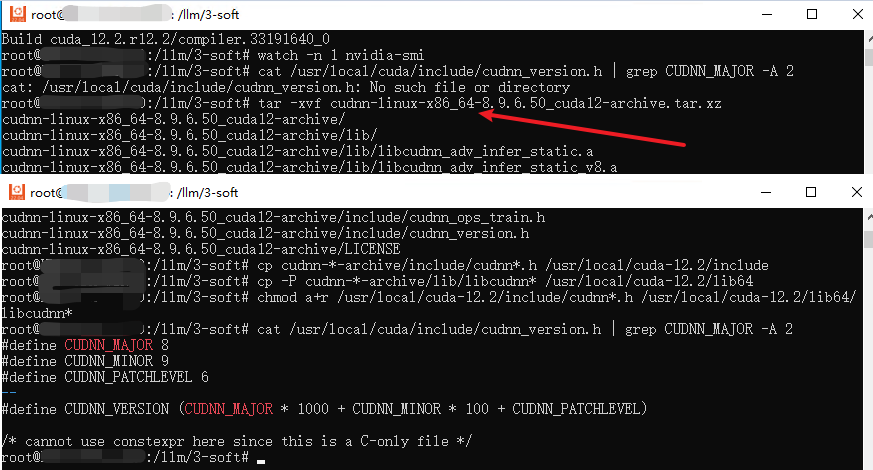 root@ : /llm/3-soft
Build cuda_12.2.r12.2/compiler.33191640_0
root@ :/llm/3-soft# watch -n 1 nvidia-smi
root@ :/llm/3-soft# cat /usr/local/cuda/include/cudnn_version.h | grep CUDNN_MAJOR -A 2
cat: /usr/local/cuda/include/cudnn_version.h: No such file or directory
root@ :/llm/3-soft# tar -xvf cudnn-linux-x86_64-8.9.6.50_cuda12-archive.tar.xz
cudnn-linux-x86_64-8.9.6.50_cuda12-archive/
cudnn-linux-x86_64-8.9.6.50_cuda12-archive/lib/
cudnn-linux-x86_64-8.9.6.50_cuda12-archive/lib/libcudnn_adv_infer_static.a
cudnn-linux-x86_64-8.9.6.50_cuda12-archive/lib/libcudnn_adv_infer_static_v8.a
root@ : /llm/3-soft
cudnn-linux-x86_64-8.9.6.50_cuda12-archive/include/cudnn_ops_train.h
cudnn-linux-x86_64-8.9.6.50_cuda12-archive/include/cudnn_version.h
cudnn-linux-x86_64-8.9.6.50_cuda12-archive/LICENSE
root@ :/llm/3-soft# cp cudnn-*-archive/include/cudnn*.h /usr/local/cuda-12.2/include
root@ :/llm/3-soft# cp -P cudnn-*-archive/lib/libcudnn* /usr/local/cuda-12.2/lib64
root@ :/llm/3-soft# chmod a+r /usr/local/cuda-12.2/include/cudnn*.h /usr/local/cuda-12.2/lib64/
libcudnn*
root@ :/llm/3-soft# cat /usr/local/cuda/include/cudnn_version.h | grep CUDNN_MAJOR -A 2
#define CUDNN_MAJOR 8
#define CUDNN_MINOR 9
#define CUDNN_PATCHLEVEL 6
--
#define CUDNN_VERSION (CUDNN_MAJOR * 1000 + CUDNN_MINOR * 100 + CUDNN_PATCHLEVEL)
/* cannot use constexpr here since this is a C-only file */
root@ :/llm/3-soft#